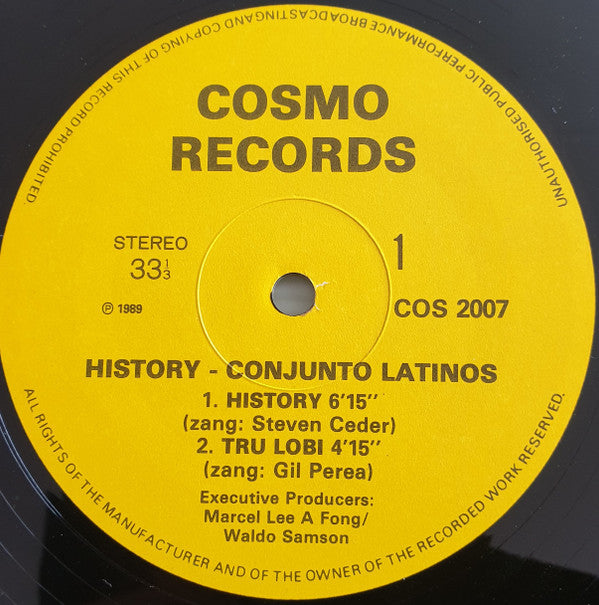 UNAUTHORISED PUBLIC PERFORMANCE BROADCASTINGAND COPYING OF THIS RECORD PROHIBITED.
COSMO
RECORDS
STEREO
33⅓
1
℗ 1989
COS 2007
HISTORY - CONJUNTO LATINOS
1. HISTORY 6'15''
(zang: Steven Ceder)
2. TRU LOBI 4'15''
(zang: Gil Perea)
Executive Producers:
Marcel Lee A Fong/
Waldo Samson
ALL RIGHTS OF THE MANUFACTURER AND OF THE OWNER OF THE RECORDED WORK RESERVED.